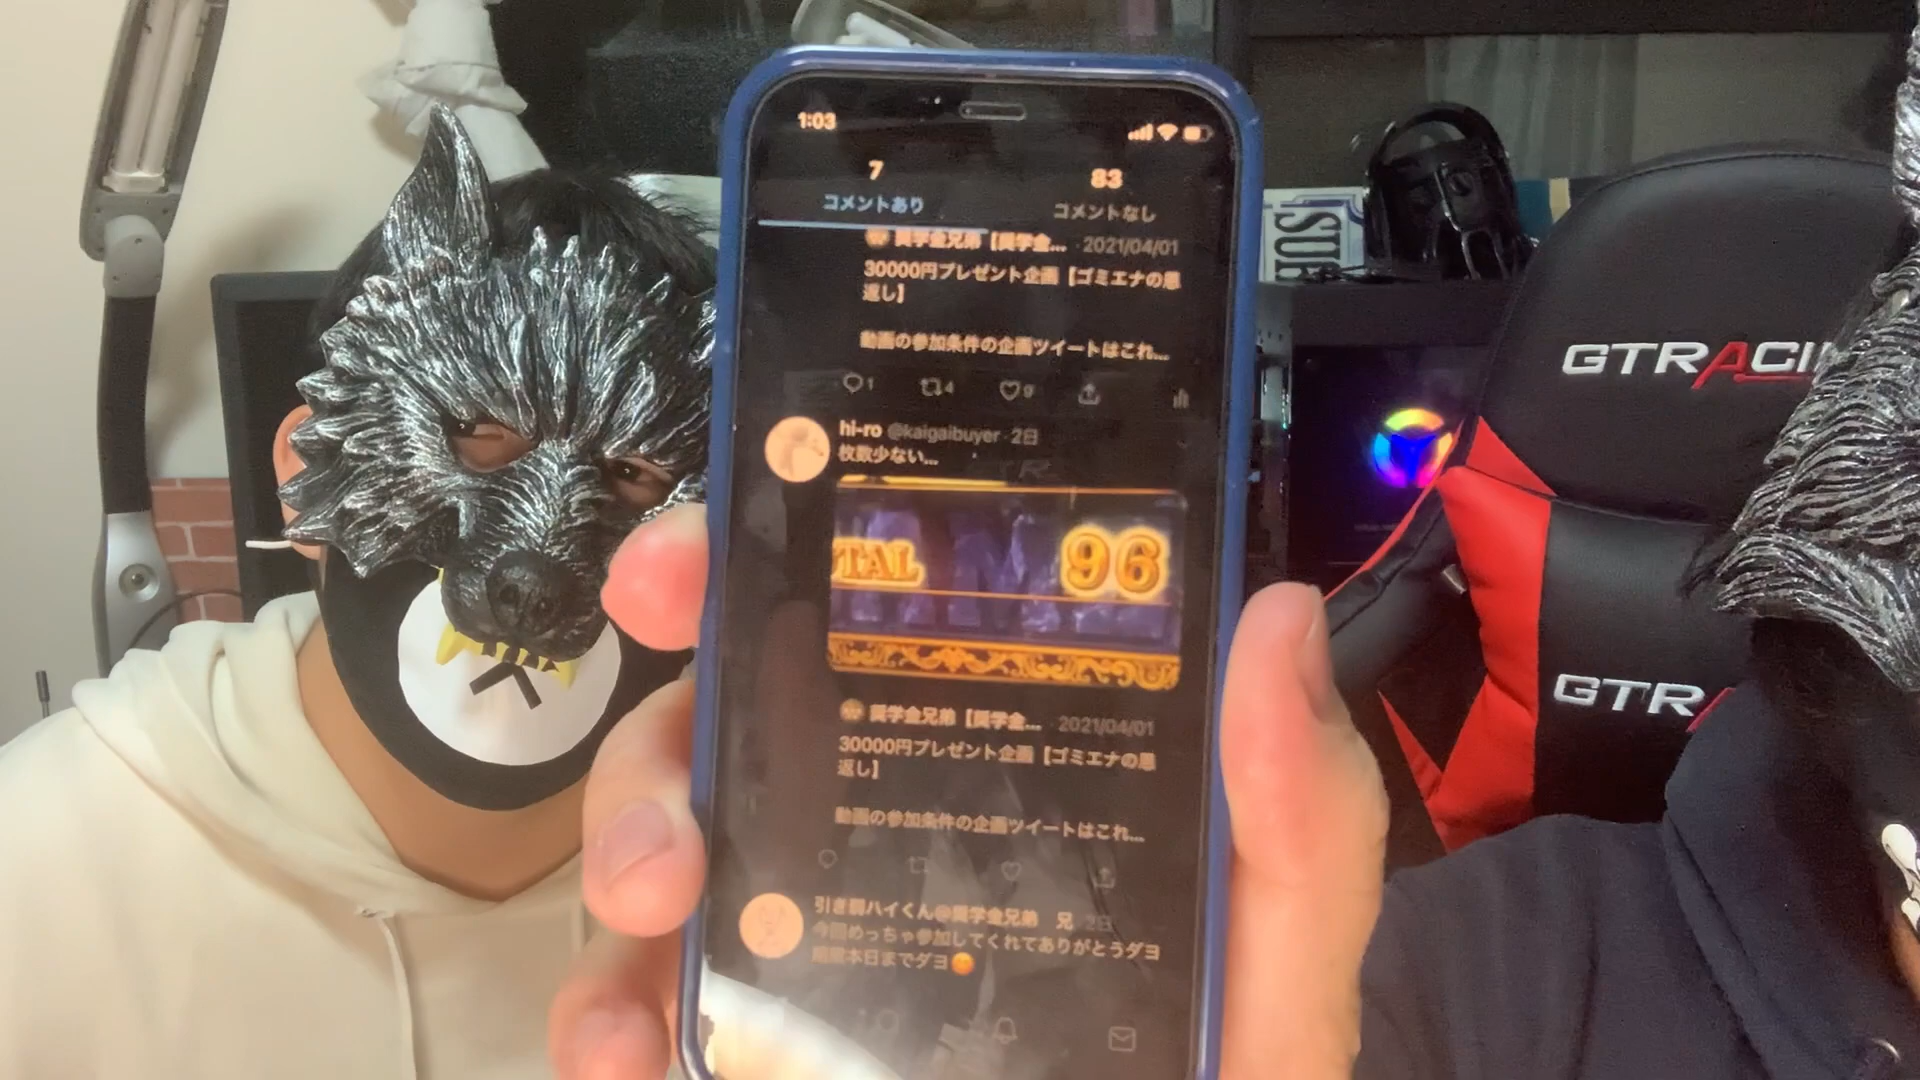 1:03
7
83
コメントあり
コメントなし
奨学金兄弟【奨学金... ・2021/04/01
30000円プレゼント企画【ゴミエナの恩
返し】
動画の参加条件の企画ツイートはこれ...
1
4
9
hi-ro @kaigaibuyer・2日
枚数少ない...
TAL
96
奨学金兄弟【奨学金... ・2021/04/01
30000円プレゼント企画【ゴミエナの恩
返し】
動画の参加条件の企画ツイートはこれ...
ハイくん@奨学金兄弟 兄 2日
今回めっちゃ参加してくれてありがとうダヨ
本日までダヨ
SU
GTRACI
GTRA